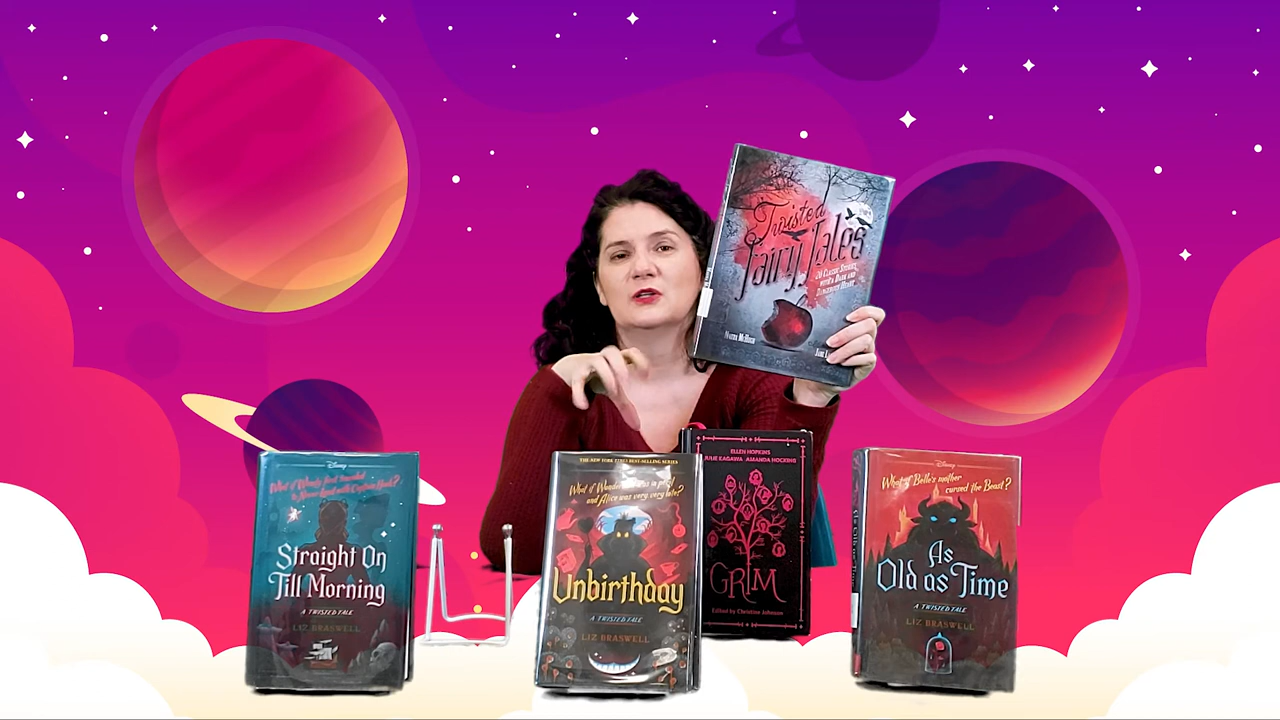 Twisted
Fairy Tales
20 Classic Stories
with a Dark and
Dangerous Heart
Maura McHugh
Disney
What if Wendy first traveled
to Never Land with Captain Hook?
Straight On
Till Morning
A TWISTED TALE
LIZ BRASWELL
THE NEW YORK TIMES BEST-SELLING SERIES
What if Wonderland was in peril
and Alice was very, very late?
Unbirthday
A TWISTED TALE
LIZ BRASWELL
ELLEN HOPKINS
JULIE KAGAWA AMANDA HOCKING
GRIM
Edited by Christine Johnson
Disney
What if Belle's mother
cursed the Beast?
As
Old as Time
A TWISTED TALE
LIZ BRASWELL